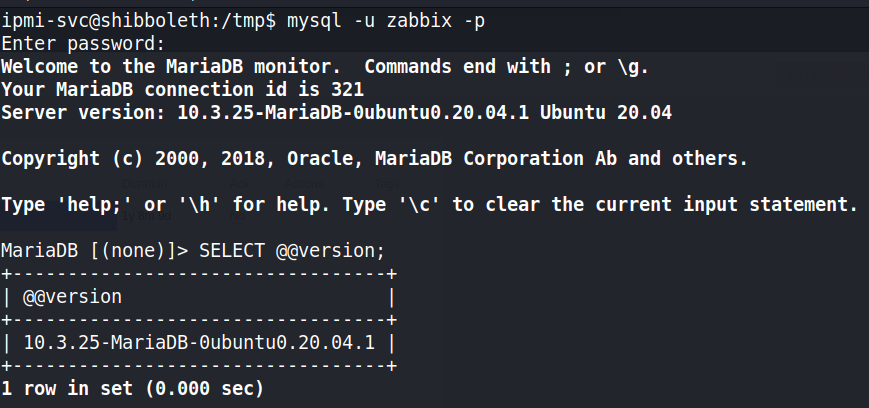 ipmi-svc@shibboleth:/tmp$ mysql -u zabbix -p
Enter password:
Welcome to the MariaDB monitor.  Commands end with ; or \g.
Your MariaDB connection id is 321
Server version: 10.3.25-MariaDB-0ubuntu0.20.04.1 Ubuntu 20.04
Copyright (c) 2000, 2018, Oracle, MariaDB Corporation Ab and others.
Type 'help;' or '\h' for help. Type '\c' to clear the current input statement.
MariaDB [(none)]> SELECT @@version;
+----------------------------------+
| @@version                        |
+----------------------------------+
| 10.3.25-MariaDB-0ubuntu0.20.04.1 |
+----------------------------------+
1 row in set (0.000 sec)